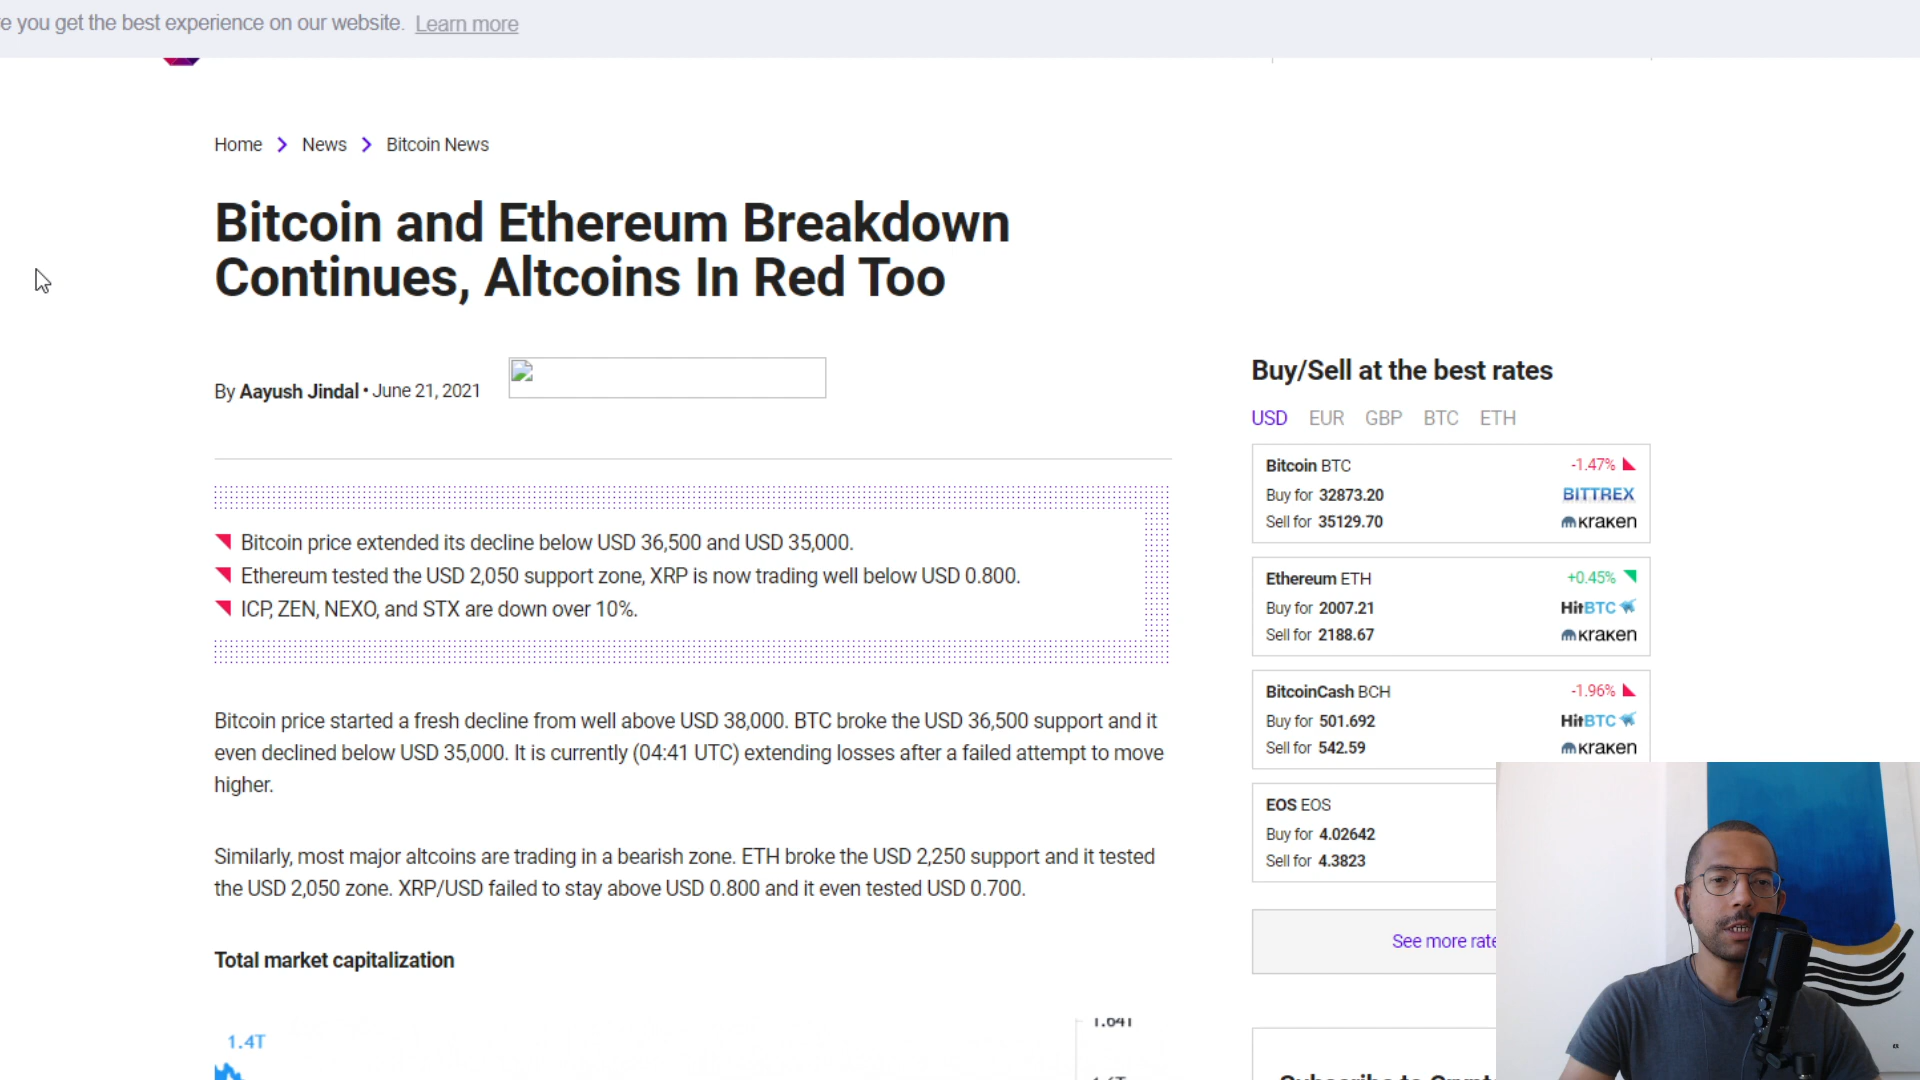 e you get the best experience on our website. Learn more
Home > News > Bitcoin News
Bitcoin and Ethereum Breakdown
Continues, Altcoins In Red Too
By Aayush Jindal • June 21, 2021
Bitcoin price extended its decline below USD 36,500 and USD 35,000.
Ethereum tested the USD 2,050 support zone, XRP is now trading well below USD 0.800.
ICP, ZEN, NEXO, and STX are down over 10%.
Bitcoin price started a fresh decline from well above USD 38,000. BTC broke the USD 36,500 support and it
even declined below USD 35,000. It is currently (04:41 UTC) extending losses after a failed attempt to move
higher.
Similarly, most major altcoins are trading in a bearish zone. ETH broke the USD 2,250 support and it tested
the USD 2,050 zone. XRP/USD failed to stay above USD 0.800 and it even tested USD 0.700.
Total market capitalization
1.4T
1.64T
Buy/Sell at the best rates
USD EUR GBP BTC ETH
Bitcoin BTC -1.47%
Buy for 32873.20 BITTREX
Sell for 35129.70 kraken
Ethereum ETH +0.45%
Buy for 2007.21 HitBTC
Sell for 2188.67 kraken
BitcoinCash BCH -1.96%
Buy for 501.692 HitBTC
Sell for 542.59 kraken
EOS EOS
Buy for 4.02642
Sell for 4.3823
See more rate